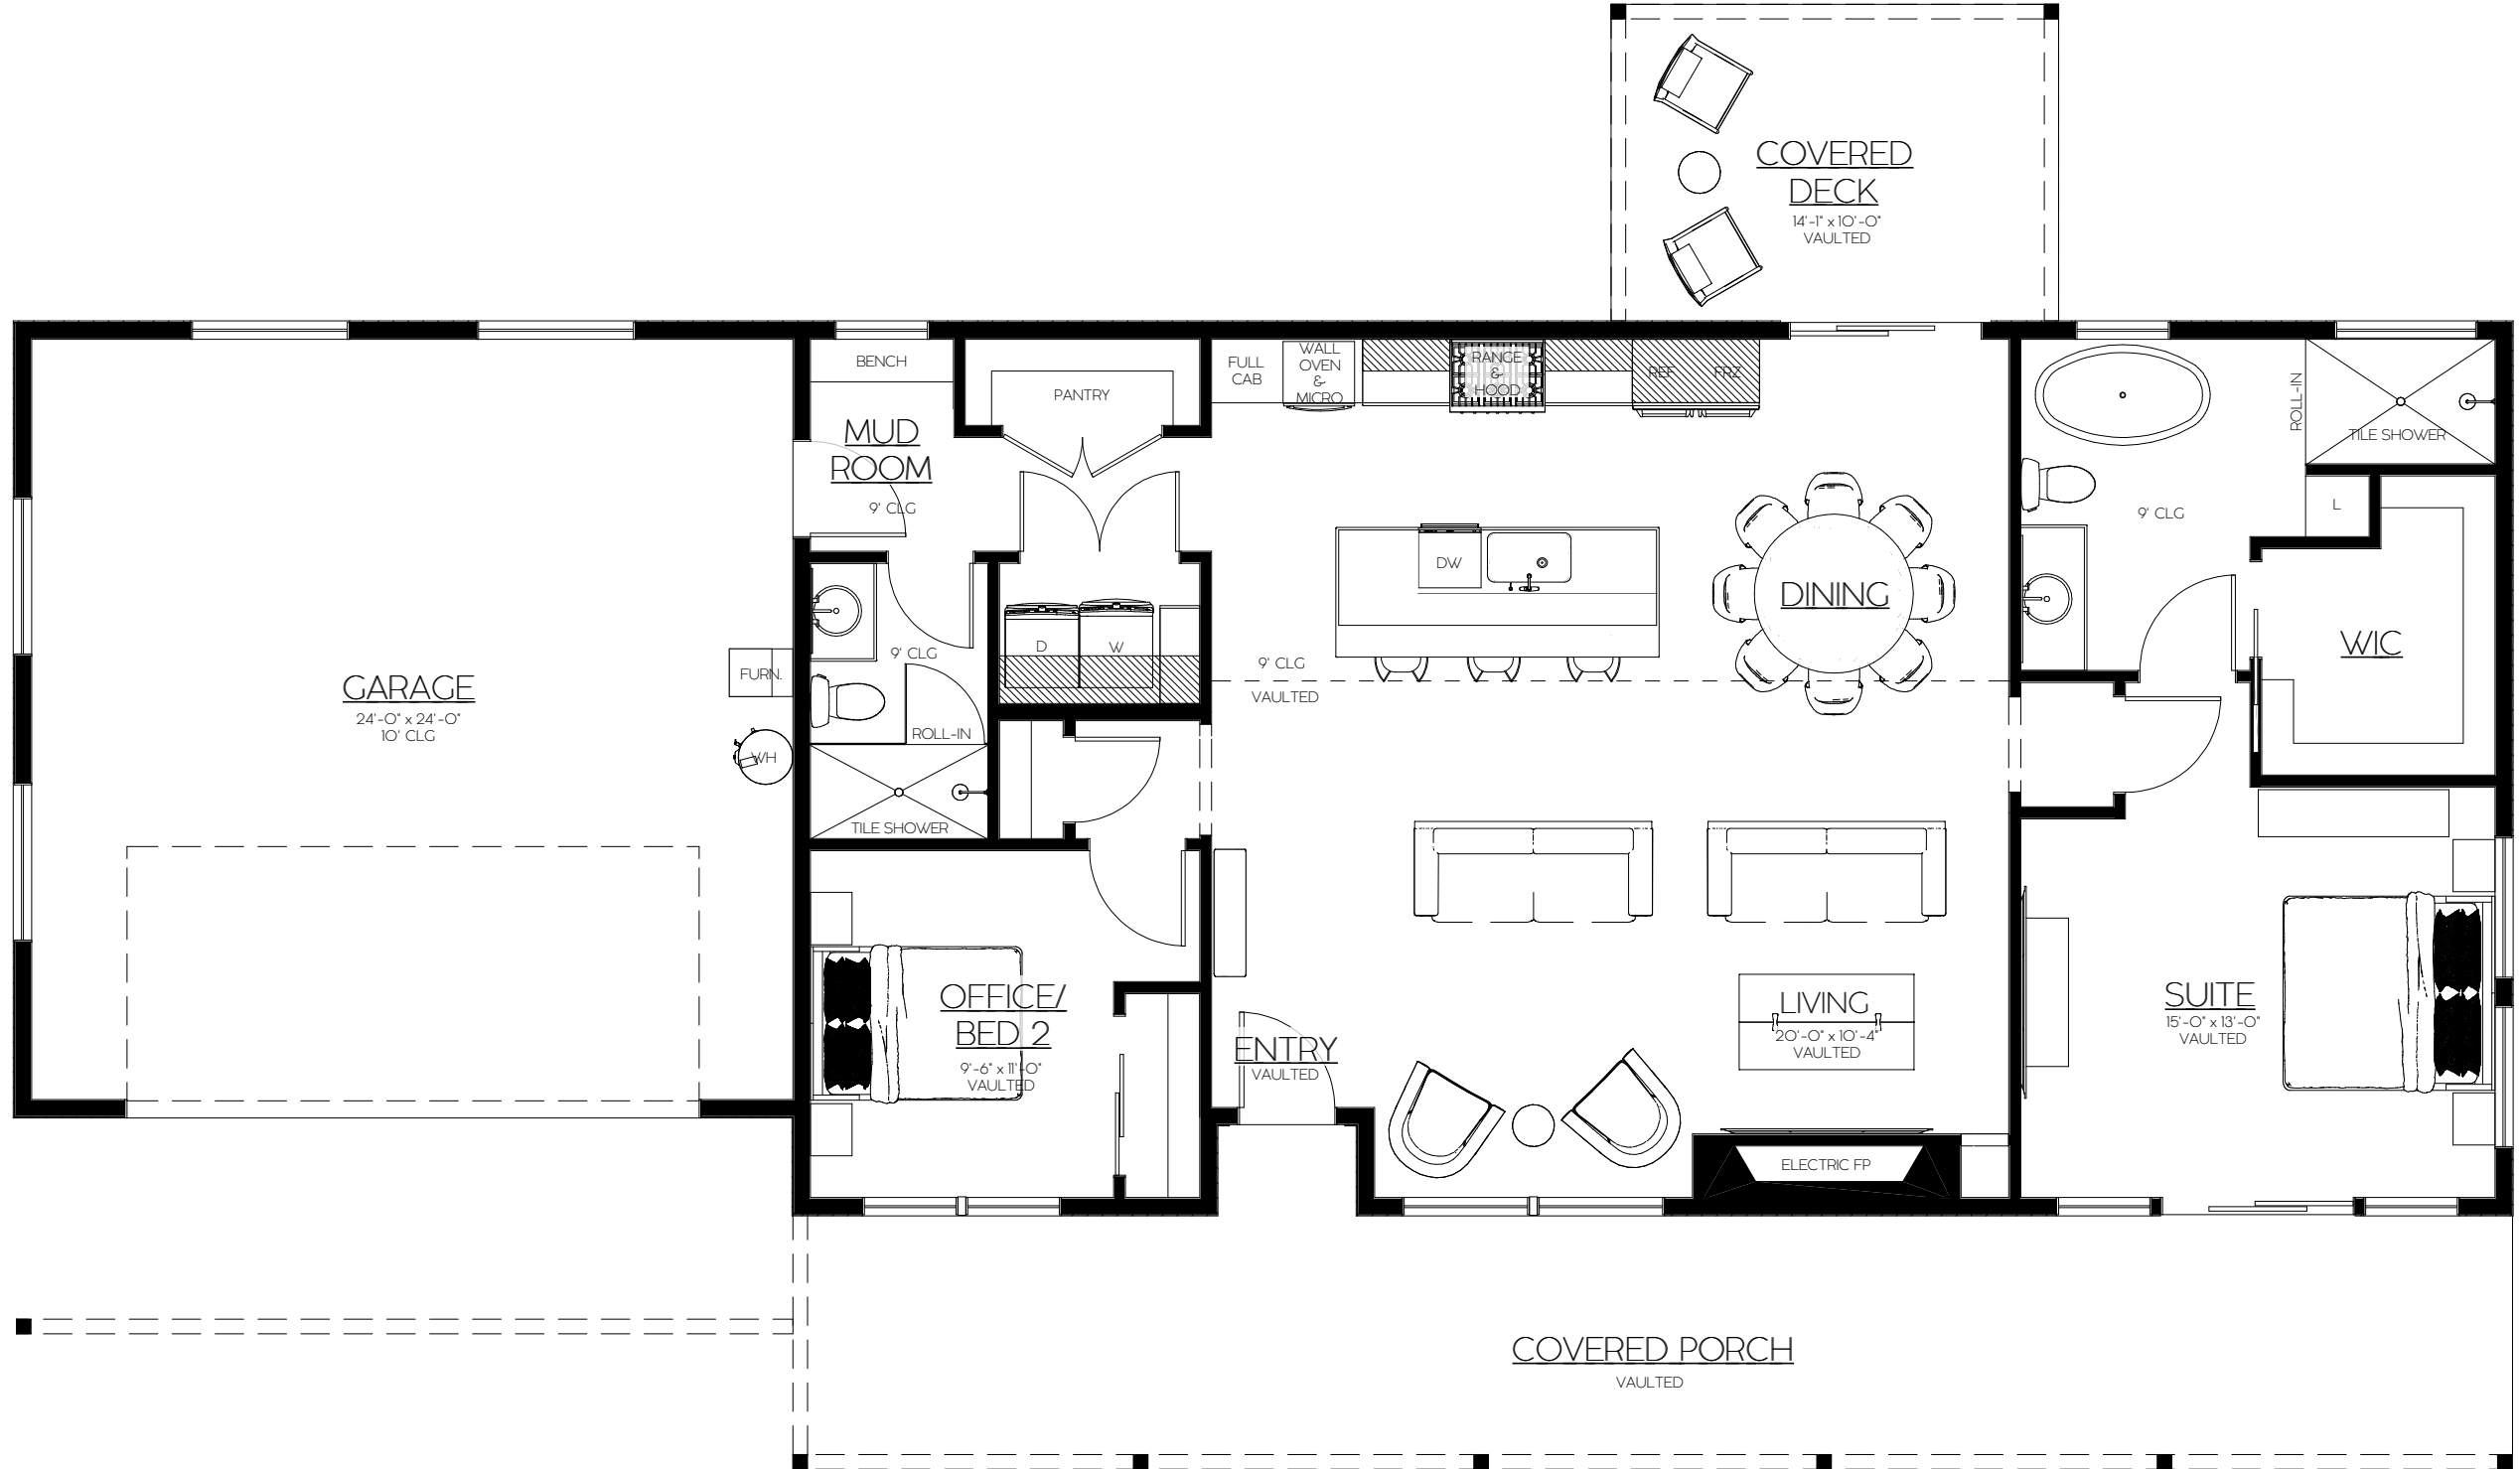 COVERED
DECK
14'-1" x 10'-0"
VAULTED
BENCH
PANTRY
FULL
CAB
WALL
OVEN
&
MICRO
RANGE
&
HOOD
REF
FRZ
ROLL-IN
TILE SHOWER
MUD
ROOM
9' CLG
L
9' CLG
DW
DINING
WIC
D
W
9' CLG
9' CLG
VAULTED
FURN.
GARAGE
24'-0" x 24'-0"
10' CLG
WH
ROLL-IN
TILE SHOWER
OFFICE/
BED 2
9'-6" x 11'-0"
VAULTED
ENTRY
VAULTED
LIVING
20'-0" x 10'-4"
VAULTED
SUITE
15'-0" x 13'-0"
VAULTED
ELECTRIC FP
COVERED PORCH
VAULTED